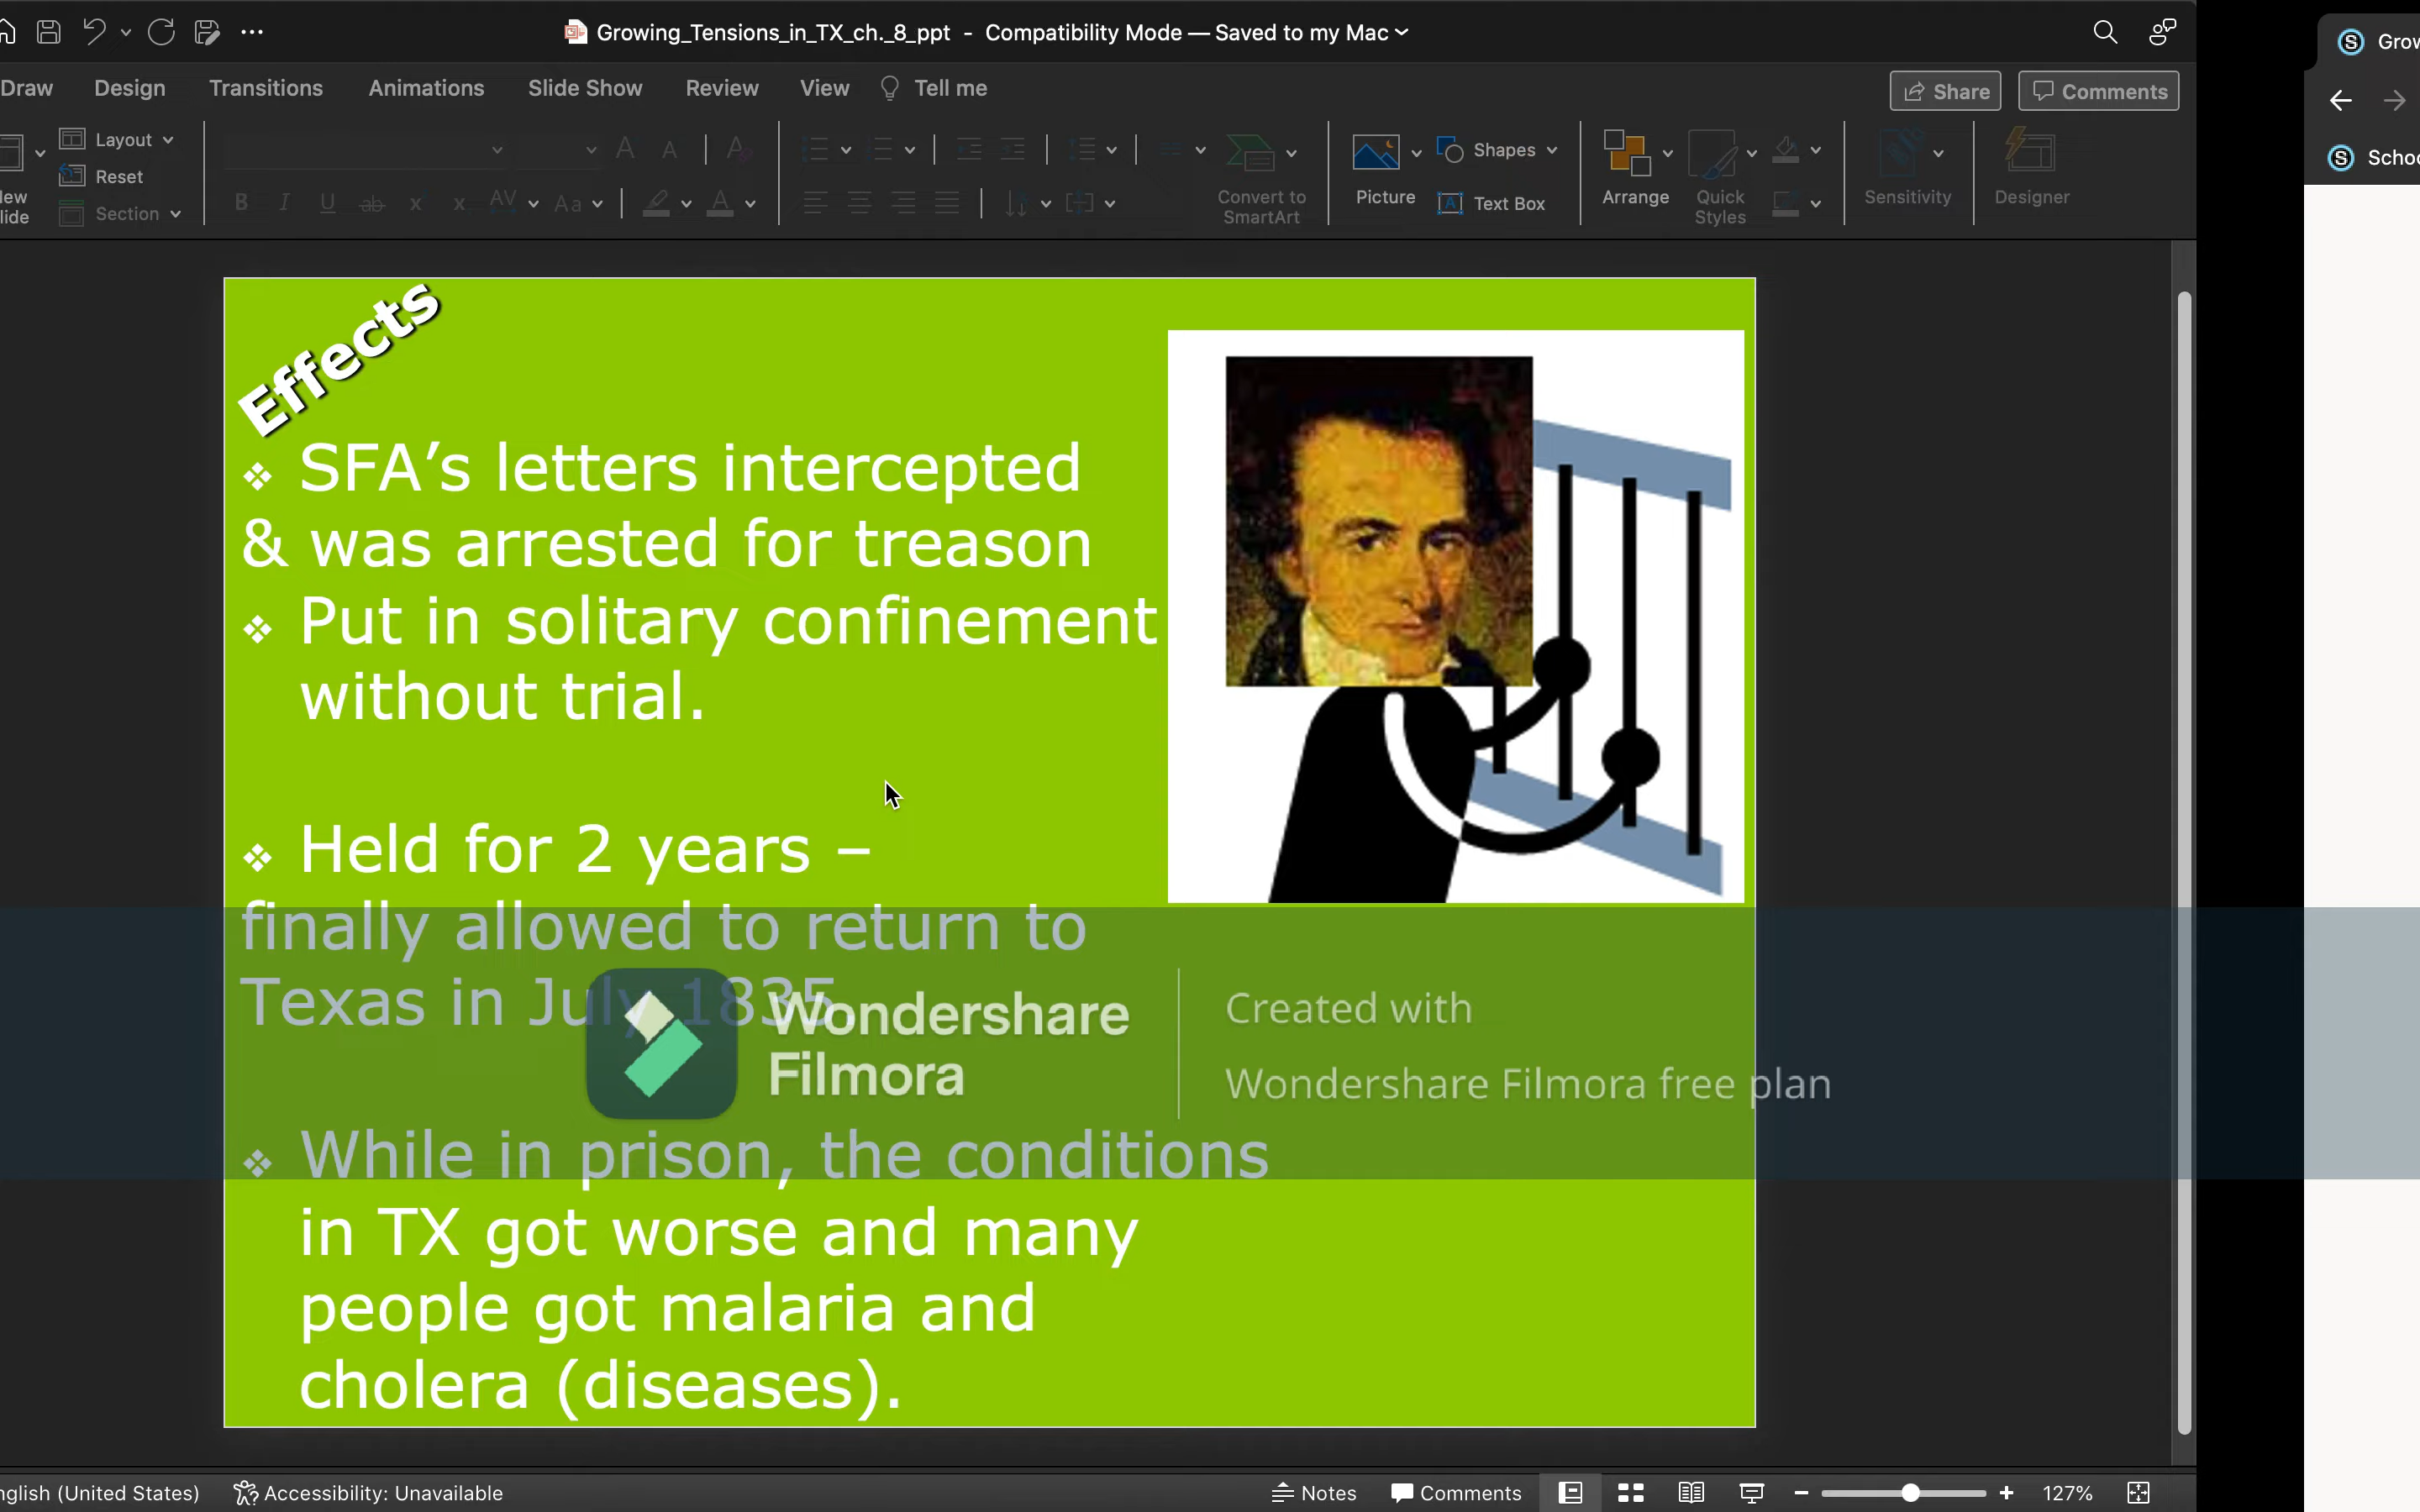 Growing_Tensions_in_TX_ch._8_ppt - Compatibility Mode — Saved to my Mac
Grow
Draw Design Transitions Animations Slide Show Review View Tell me
Share Comments
Layout
Reset
Section
Convert to
SmartArt
Picture
Shapes
Text Box
Arrange
Quick
Styles
Sensitivity
Designer
Effects
❖ SFA’s letters intercepted
& was arrested for treason
❖ Put in solitary confinement
without trial.
❖ Held for 2 years –
finally allowed to return to
Texas in July 1835.
Wondershare
Filmora
Created with
Wondershare Filmora free plan
❖ While in prison, the conditions
in TX got worse and many
people got malaria and
cholera (diseases).
nglish (United States) Accessibility: Unavailable Notes Comments 127%